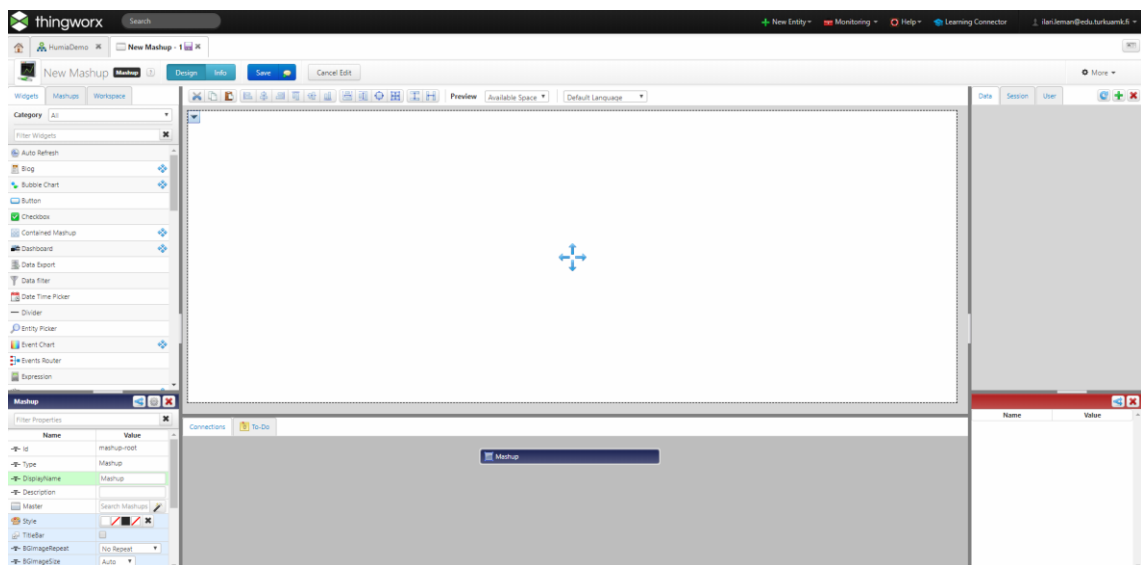 thingworx Search New Entity Monitoring Help Learning Connector ilari.leman@edu.turkuamk.fi
HumiaDemo New Mashup - 1
New Mashup Mashup Design Info Save Cancel Edit More
Widgets Mashups Workspace Preview Available Space Default Language Data Session User
Category All
Filter Widgets
Auto Refresh
Blog
Bubble Chart
Button
Checkbox
Contained Mashup
Dashboard
Data Export
Data filter
Date Time Picker
Divider
Entity Picker
Event Chart
Events Router
Expression
Mashup
Filter Properties
Name Value
Id mashup-root
Type Mashup
DisplayName Mashup
Description
Master Search Mashups
Style
TitleBar
BGImageRepeat No Repeat
BGImageSize Auto
Connections To-Do
Mashup
Name Value